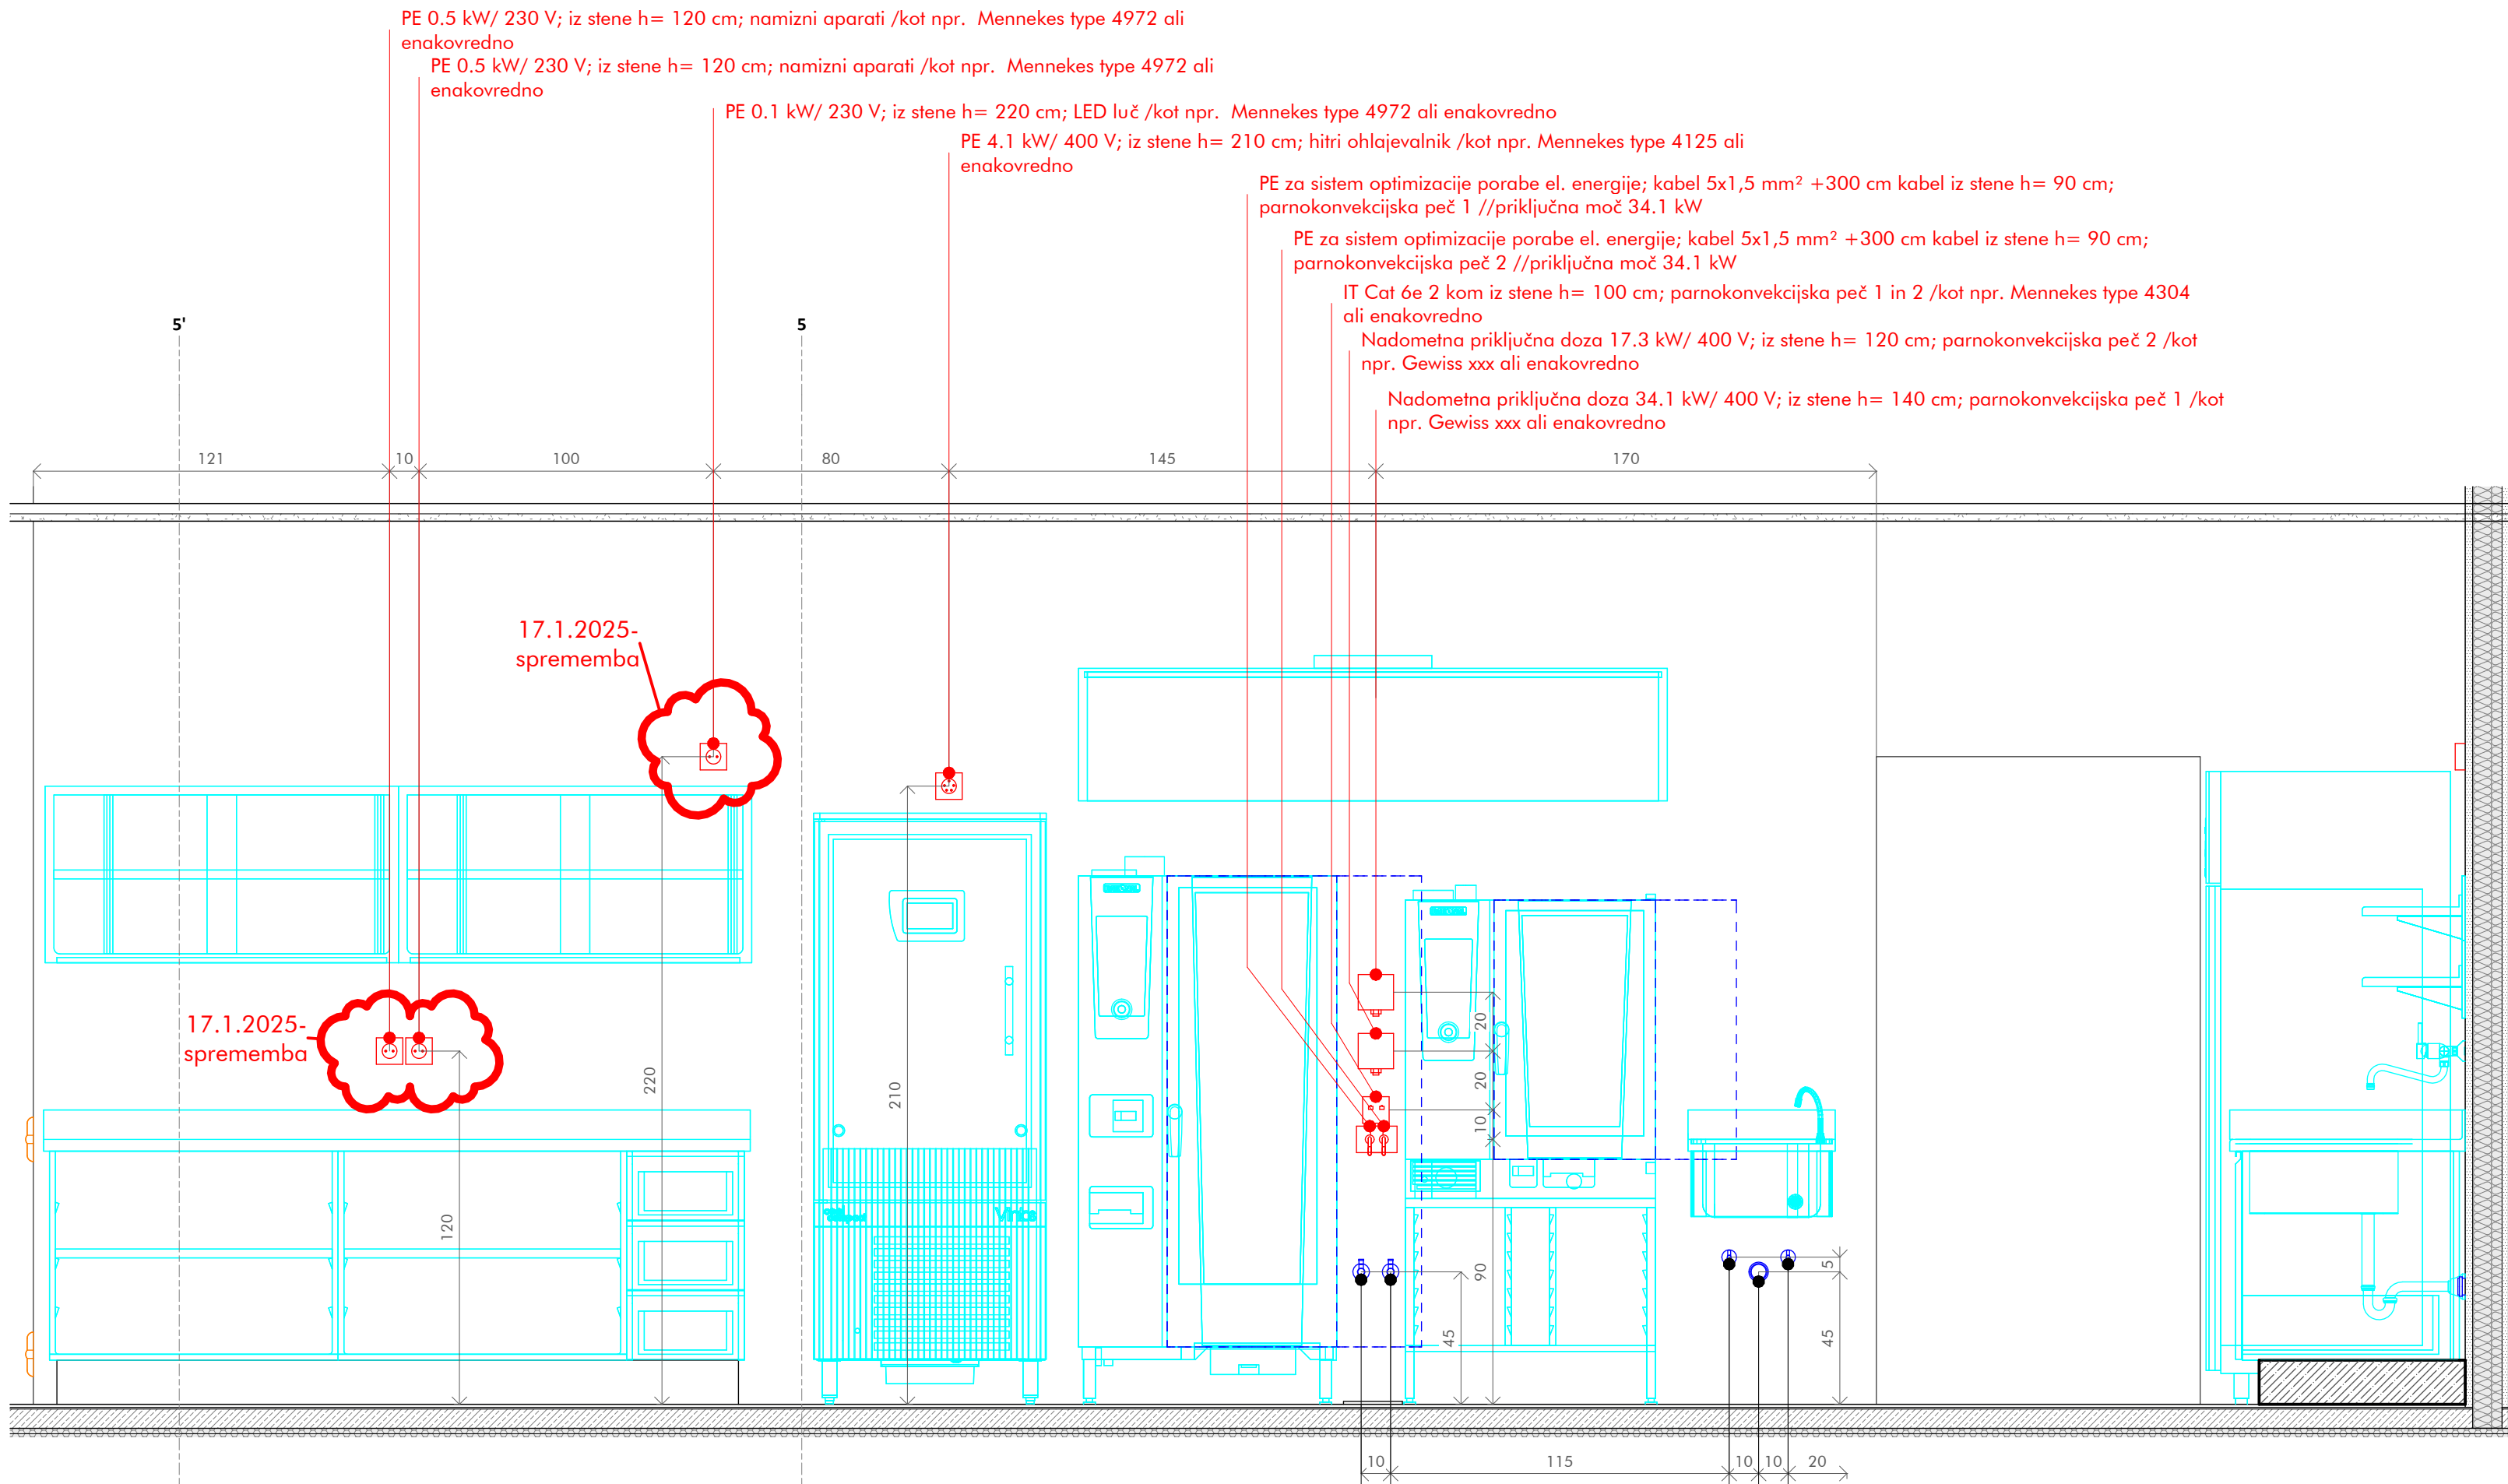 PE 0.5 kW/ 230 V; iz stene h= 120 cm; namizni aparati /kot npr.  Mennekes type 4972 ali
enakovredno
PE 0.5 kW/ 230 V; iz stene h= 120 cm; namizni aparati /kot npr.  Mennekes type 4972 ali
enakovredno
PE 0.1 kW/ 230 V; iz stene h= 220 cm; LED luč /kot npr.  Mennekes type 4972 ali enakovredno
PE 4.1 kW/ 400 V; iz stene h= 210 cm; hitri ohlajevalnik /kot npr. Mennekes type 4125 ali
enakovredno
PE za sistem optimizacije porabe el. energije; kabel 5x1,5 mm² +300 cm kabel iz stene h= 90 cm;
parnokonvekcijska peč 1 //priključna moč 34.1 kW
PE za sistem optimizacije porabe el. energije; kabel 5x1,5 mm² +300 cm kabel iz stene h= 90 cm;
parnokonvekcijska peč 2 //priključna moč 34.1 kW
IT Cat 6e 2 kom iz stene h= 100 cm; parnokonvekcijska peč 1 in 2 /kot npr. Mennekes type 4304
ali enakovredno
5'
5
Nadometna priključna doza 17.3 kW/ 400 V; iz stene h= 120 cm; parnokonvekcijska peč 2 /kot
npr. Gewiss xxx ali enakovredno
Nadometna priključna doza 34.1 kW/ 400 V; iz stene h= 140 cm; parnokonvekcijska peč 1 /kot
npr. Gewiss xxx ali enakovredno
121
10
100
80
145
170
17.1.2025-
sprememba
17.1.2025-
sprememba
20
20
10
220
210
120
90
45
5
45
10
115
10
10
20